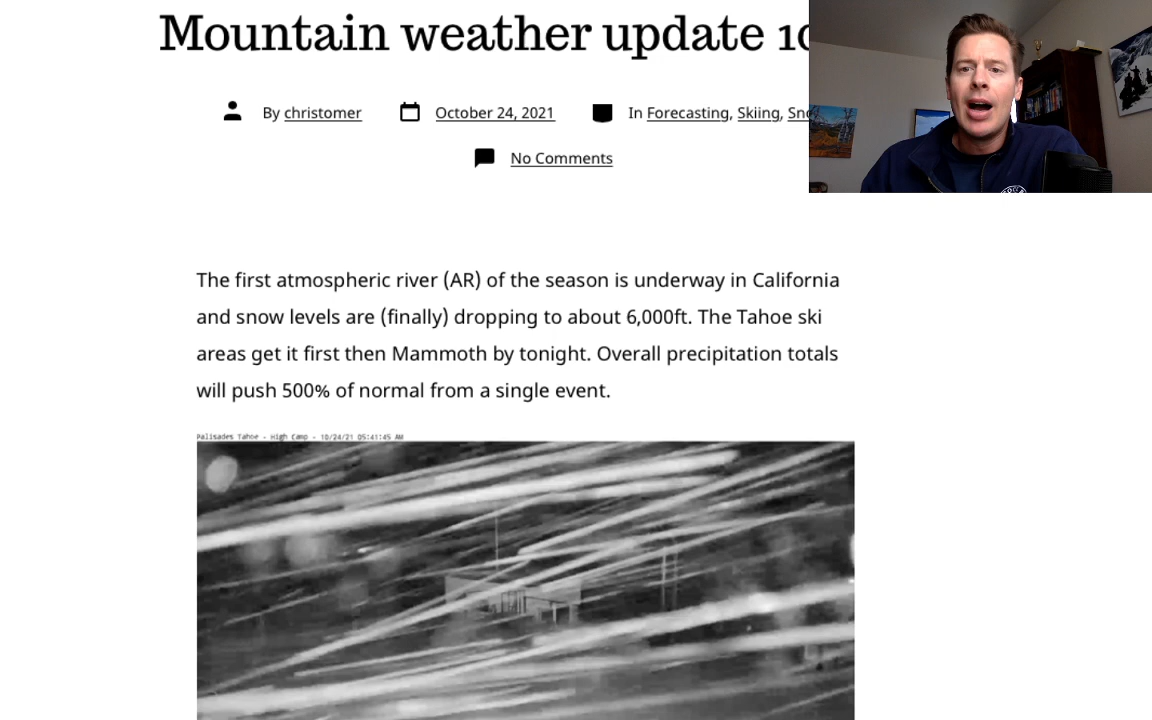 Mountain weather update 10
By christomer
October 24, 2021
In Forecasting, Skiing,
No Comments
The first atmospheric river (AR) of the season is underway in California
and snow levels are (finally) dropping to about 6,000ft. The Tahoe ski
areas get it first then Mammoth by tonight. Overall precipitation totals
will push 500% of normal from a single event.
Palisades Tahoe - High Camp - 10/24/21 05:41:45 AM